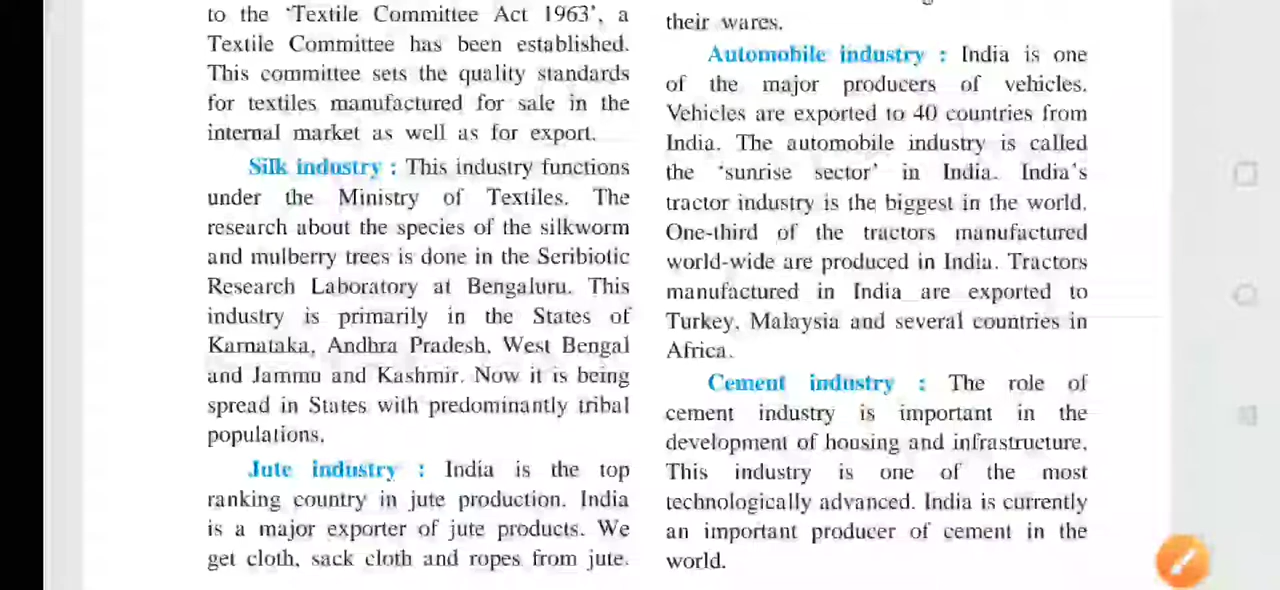 to the 'Textile Committee Act 1963', a
Textile Committee has been established.
This committee sets the quality standards
for textiles manufactured for sale in the
internal market as well as for export.
Silk industry : This industry functions
under the Ministry of Textiles. The
research about the species of the silkworm
and mulberry trees is done in the Seribiotic
Research Laboratory at Bengaluru. This
industry is primarily in the States of
Karnataka, Andhra Pradesh, West Bengal
and Jammu and Kashmir. Now it is being
spread in States with predominantly tribal
populations.
Jute industry : India is the top
ranking country in jute production. India
is a major exporter of jute products. We
get cloth, sack cloth and ropes from jute.
their wares.
Automobile industry : India is one
of the major producers of vehicles.
Vehicles are exported to 40 countries from
India. The automobile industry is called
the 'sunrise sector' in India. India's
tractor industry is the biggest in the world.
One-third of the tractors manufactured
world-wide are produced in India. Tractors
manufactured in India are exported to
Turkey, Malaysia and several countries in
Africa.
Cement industry : The role of
cement industry is important in the
development of housing and infrastructure.
This industry is one of the most
technologically advanced. India is currently
an important producer of cement in the
world.